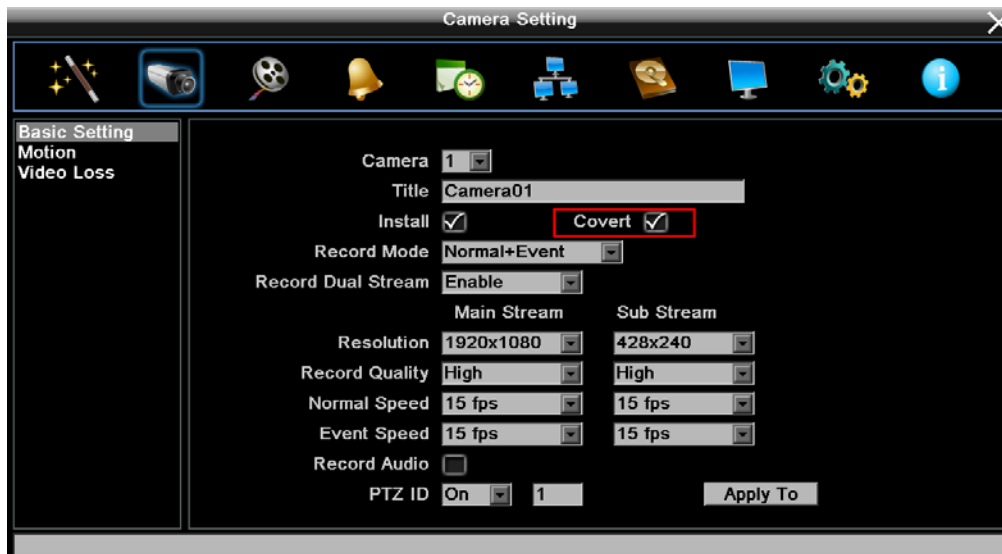 Camera Setting
Basic Setting
Motion
Video Loss
Camera 1
Title Camera01
Install Covert
Record Mode Normal+Event
Record Dual Stream Enable
Main Stream Sub Stream
Resolution 1920x1080 428x240
Record Quality High High
Normal Speed 15 fps 15 fps
Event Speed 15 fps 15 fps
Record Audio
PTZ ID On 1 Apply To